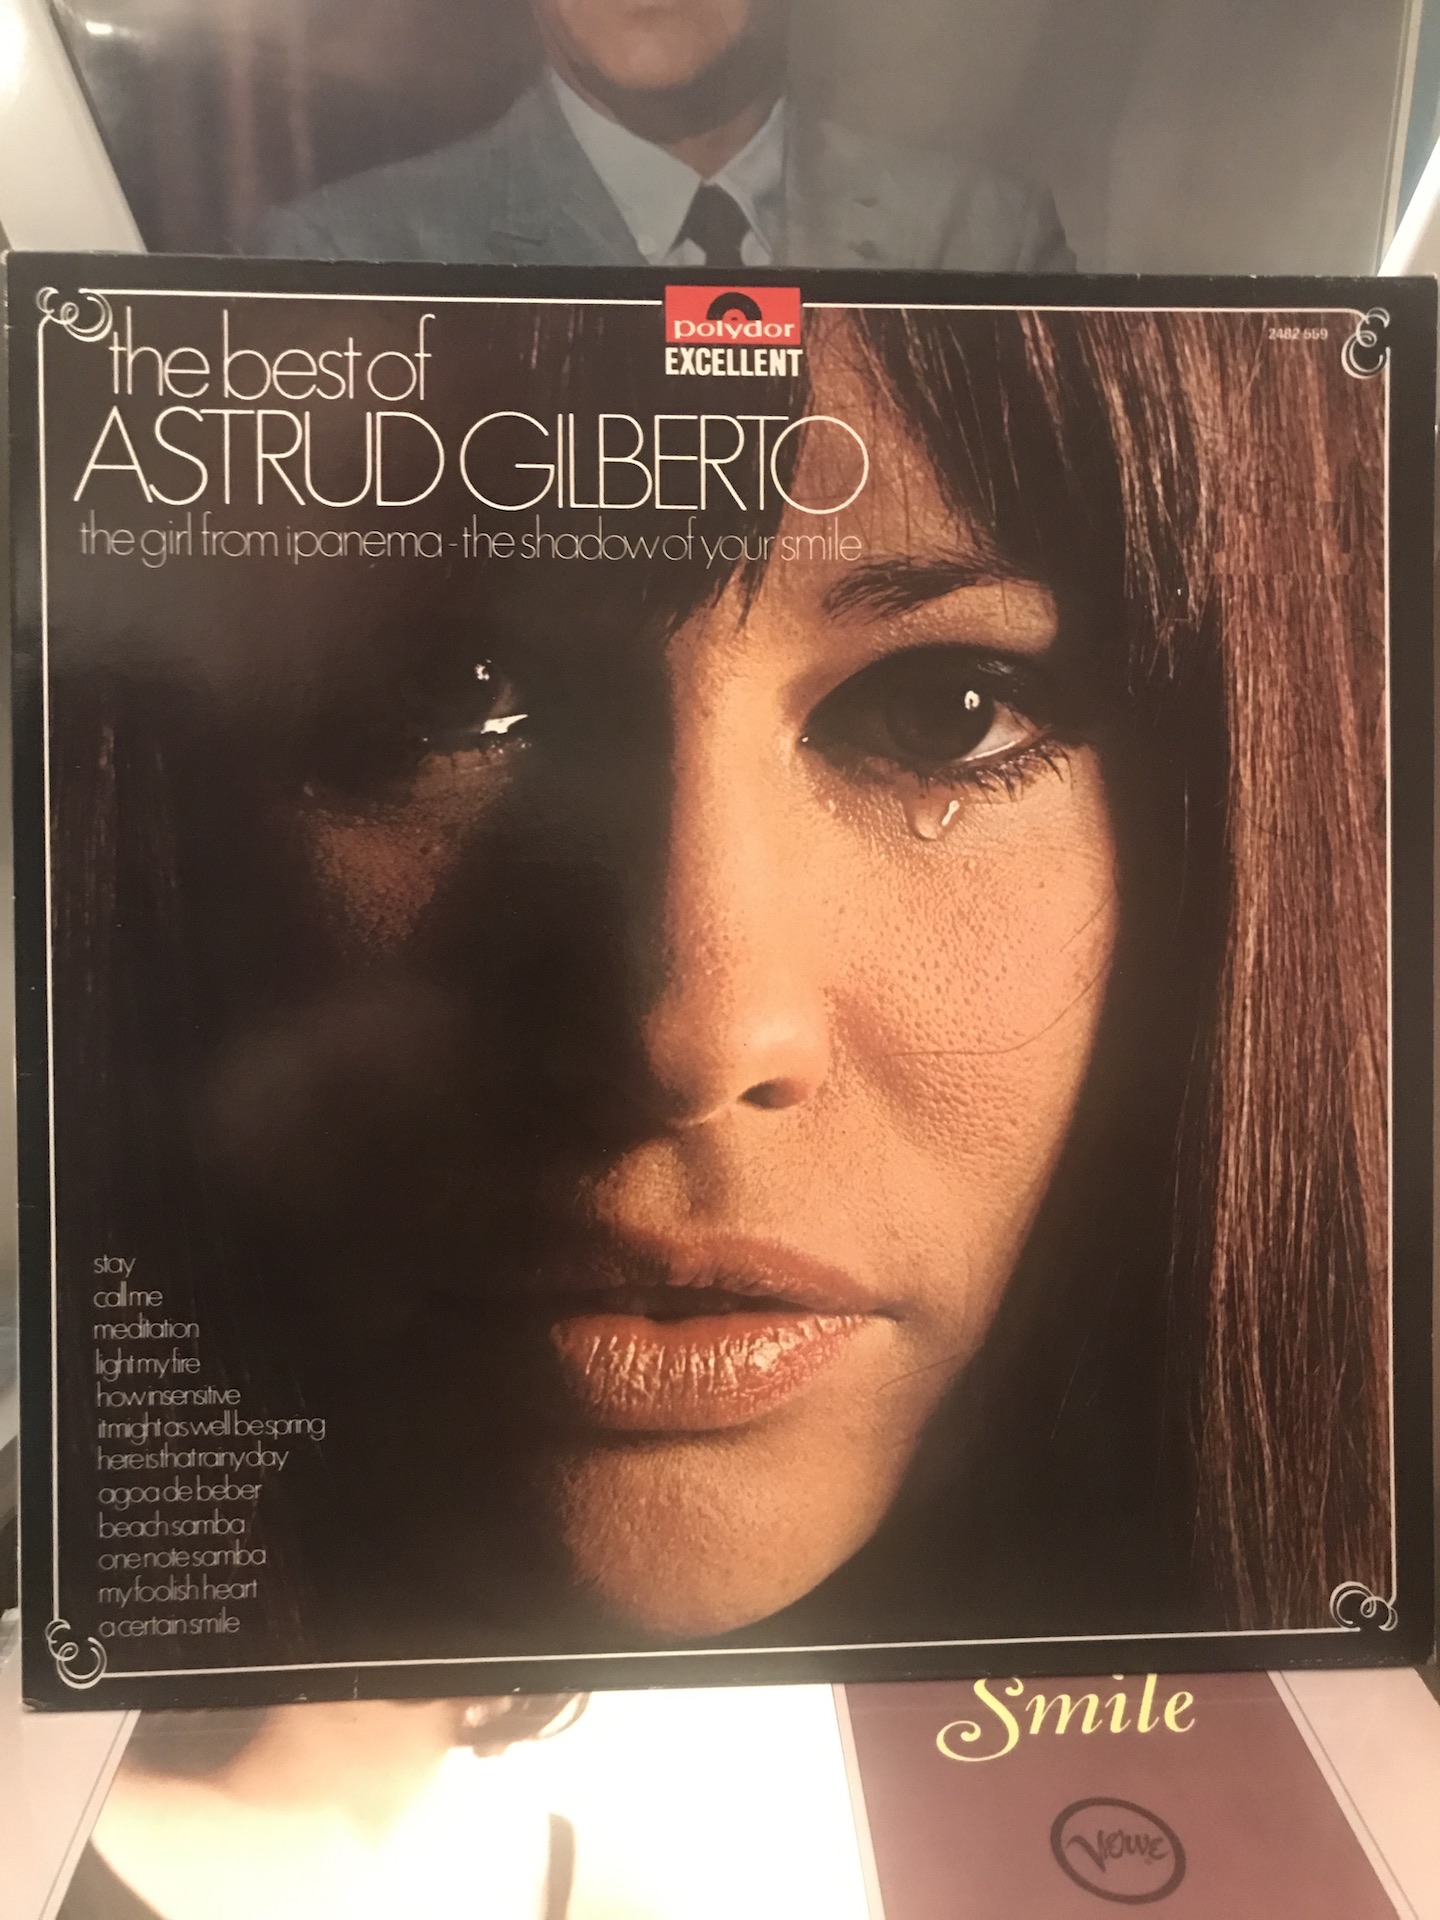 polydor
EXCELLENT
2482 559
the best of
ASTRUD GILBERTO
the girl from ipanema - the shadow of your smile
stay
call me
meditation
light my fire
how insensitive
it might as well be spring
here is that rainy day
agoa de beber
beach samba
one note samba
my foolish heart
a certain smile
Smile
Verve